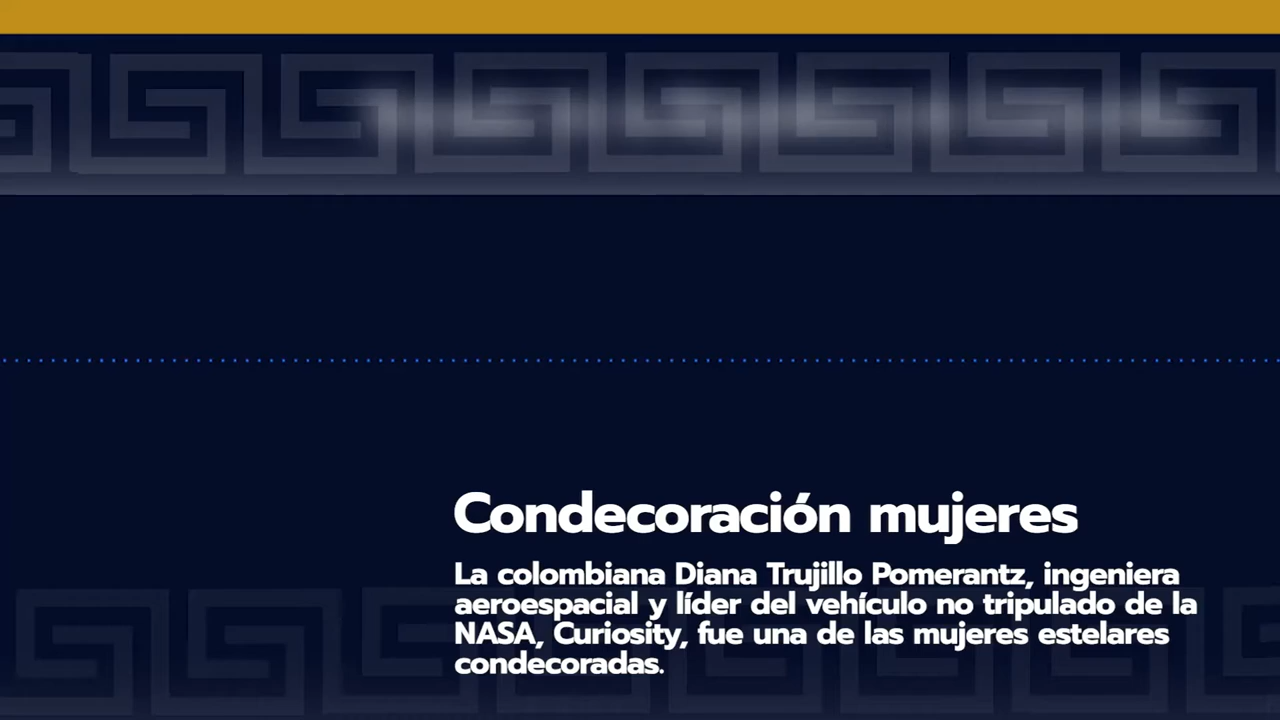 Condecoración mujeres
La colombiana Diana Trujillo Pomerantz, ingeniera
aeroespacial y líder del vehículo no tripulado de la
NASA, Curiosity, fue una de las mujeres estelares
condecoradas.